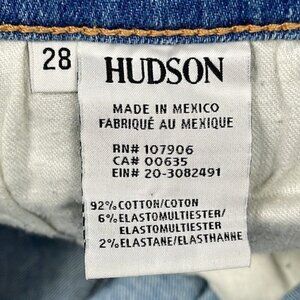 28
HUDSON
MADE IN MEXICO
FABRIQUÉ AU MEXIQUE
RN# 107906
CA# 00635
EIN# 20-3082491
92% COTTON/COTON
6% ELASTOMULTIESTER/
ELASTOMULTIESTER/
2% ELASTANE/ELASTHANNE